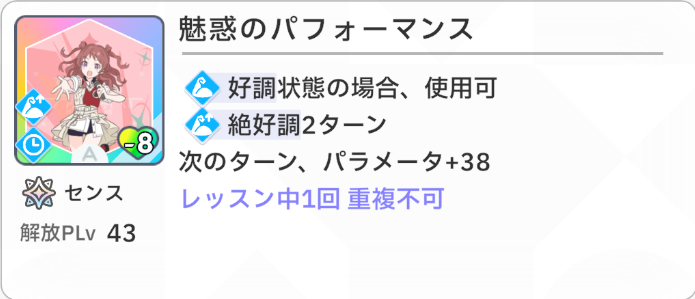 魅惑のパフォーマンス
好調状態の場合、使用可
絶好調2ターン
次のターン、パラメータ+38
レッスン中1回 重複不可
A
-8
センス
解放PLv 43